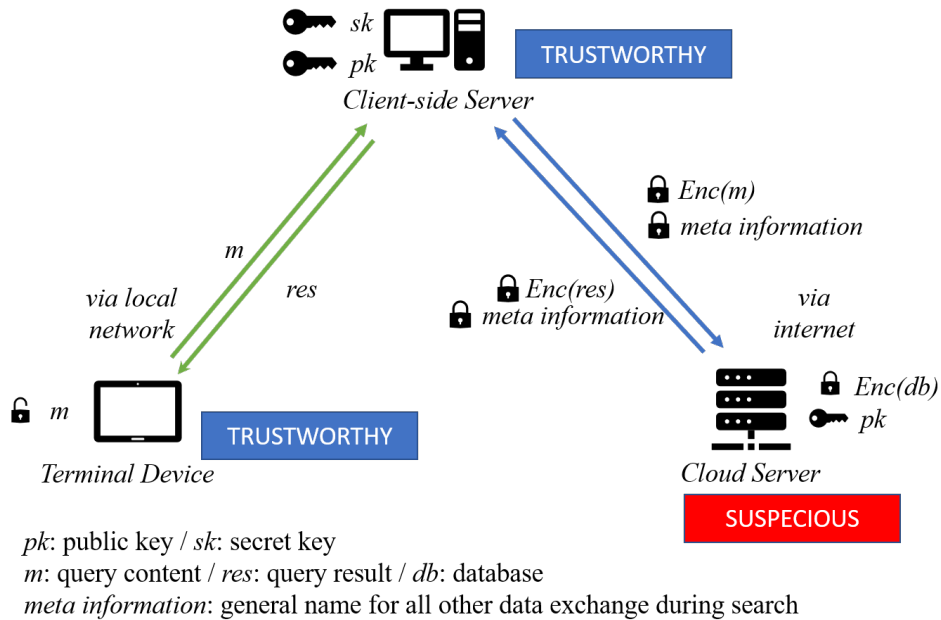 sk
pk
TRUSTWORTHY
Client-side Server
Enc(m)
meta information
m
res
via local
network
Enc(res)
meta information
via
internet
m
Enc(db)
pk
TRUSTWORTHY
Terminal Device
Cloud Server
SUSPECIOUS
pk: public key / sk: secret key
m: query content / res: query result / db: database
meta information: general name for all other data exchange during search